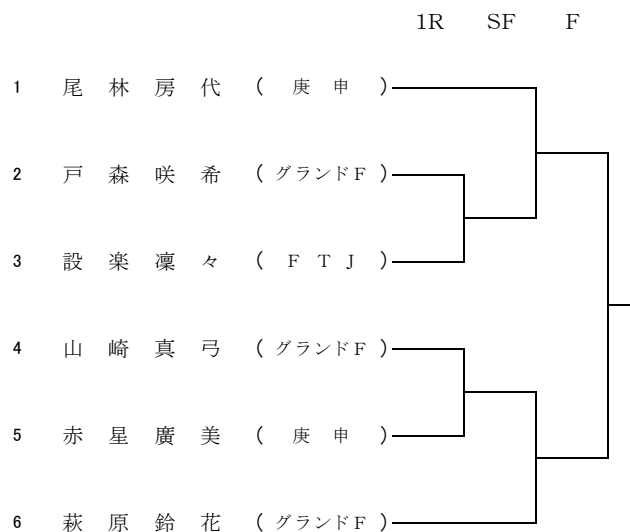 1R SF F
1 尾林房代 ( 庚申 )
2 戸森咲希 ( グランドF )
3 設楽凜々 ( FTJ )
4 山崎真弓 ( グランドF )
5 赤星廣美 ( 庚申 )
6 萩原鈴花 ( グランドF )